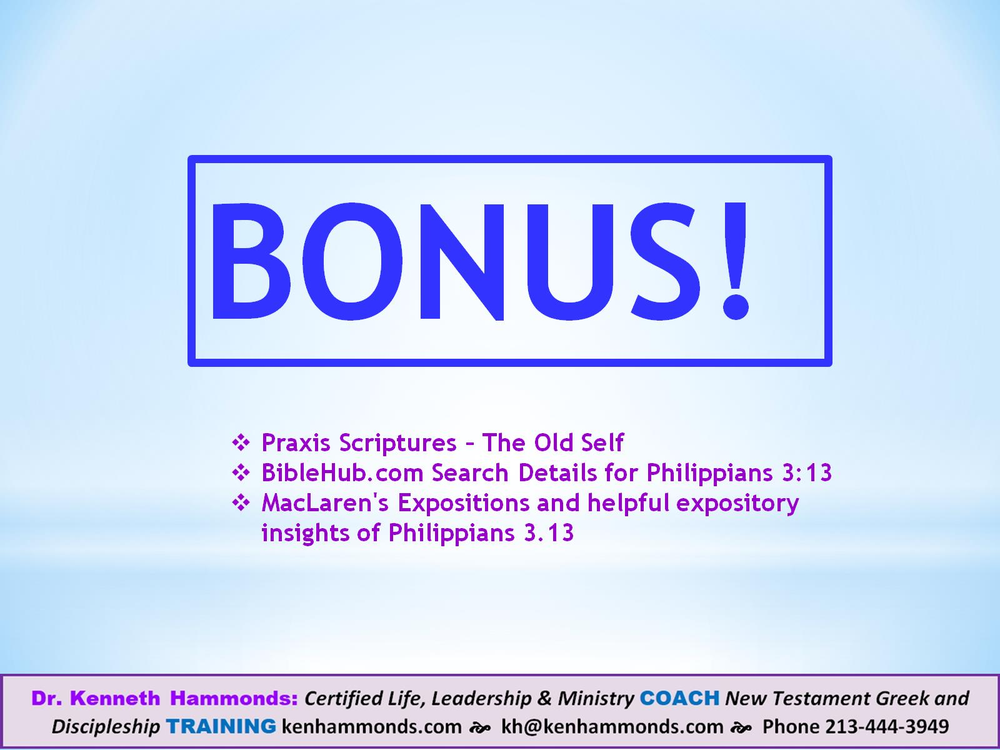 BONUS!
❖ Praxis Scriptures – The Old Self
❖ BibleHub.com Search Details for Philippians 3:13
❖ MacLaren's Expositions and helpful expository
insights of Philippians 3.13
Dr. Kenneth Hammonds: Certified Life, Leadership & Ministry COACH New Testament Greek and
Discipleship TRAINING kenhammonds.com kh@kenhammonds.com Phone 213-444-3949